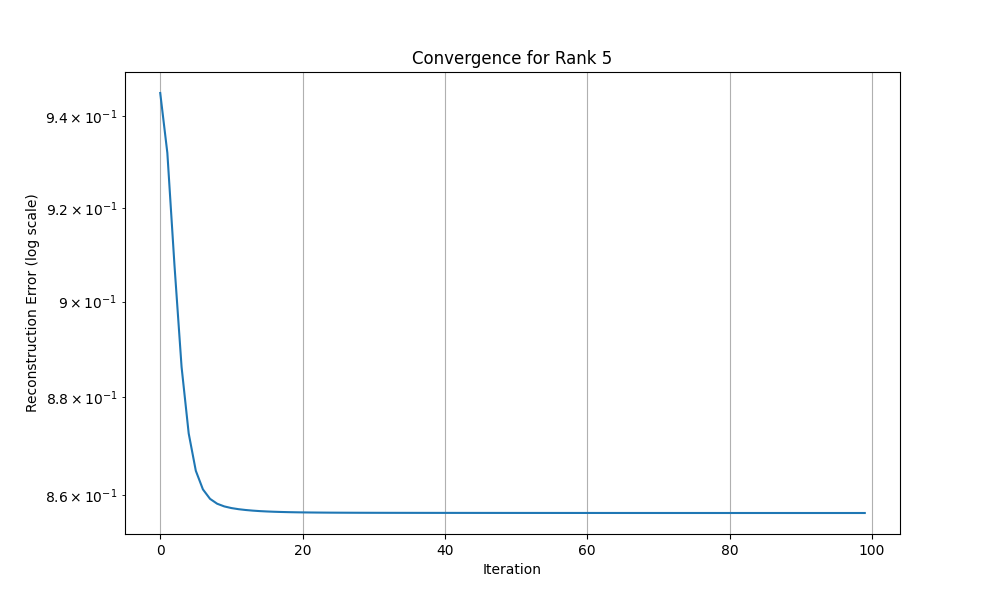 Convergence for Rank 5
Reconstruction Error (log scale)
9.4 × 10⁻¹
9.2 × 10⁻¹
9 × 10⁻¹
8.8 × 10⁻¹
8.6 × 10⁻¹
0 20 40 60 80 100
Iteration